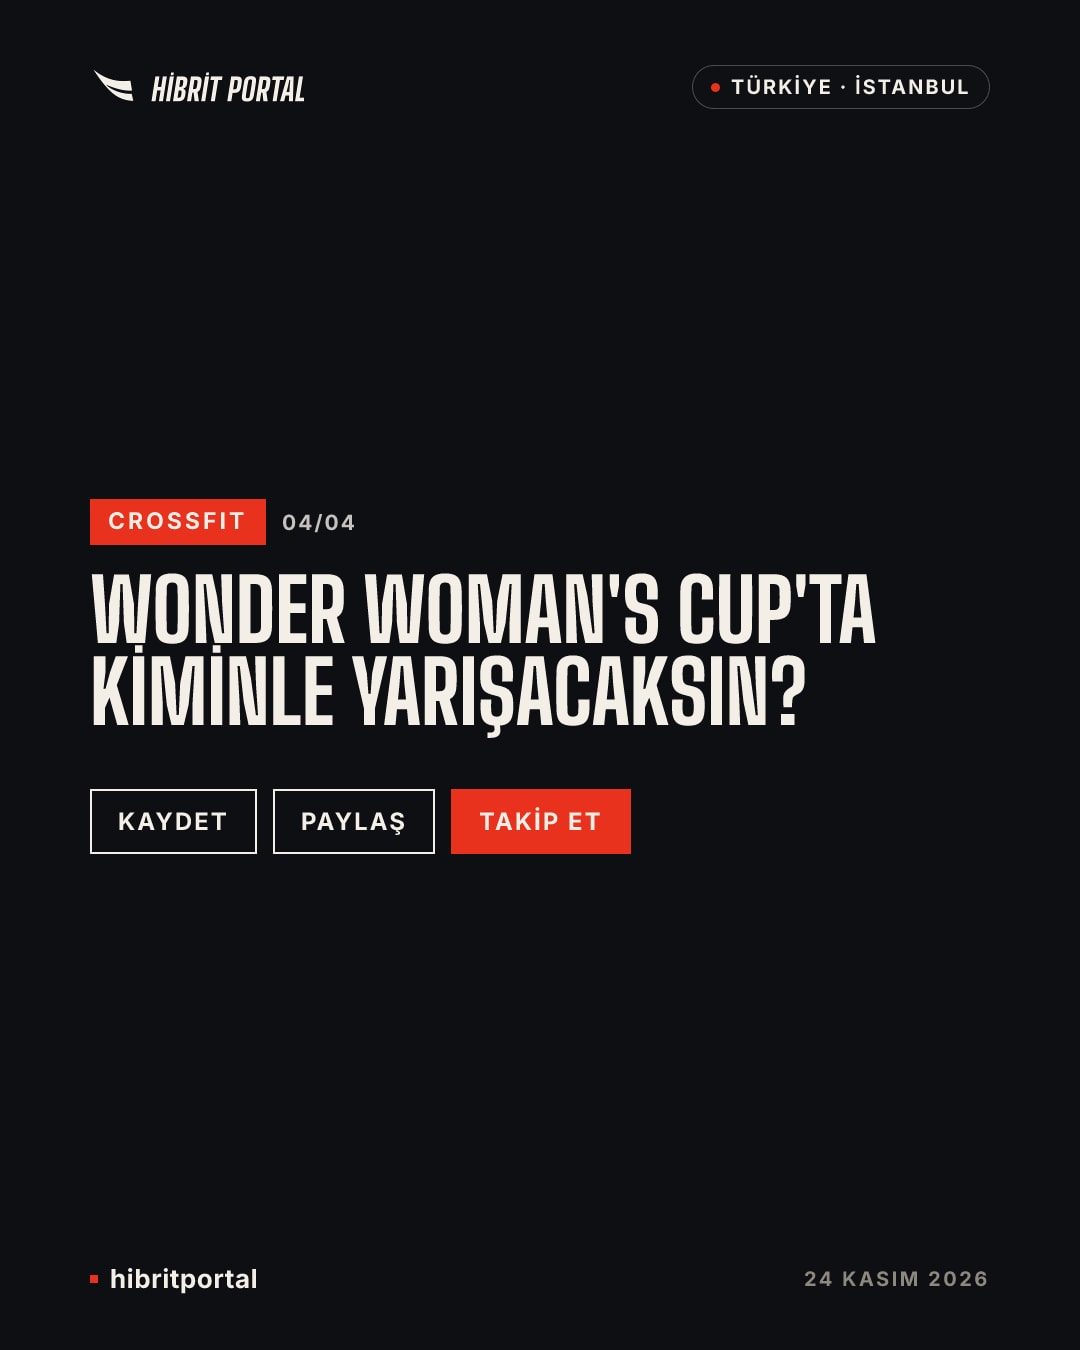 HİBRİT PORTAL
TÜRKİYE · İSTANBUL
CROSSFIT
04/04
WONDER WOMAN'S CUP'TA
KİMİNLE YARIŞACAKSIN?
KAYDET
PAYLAŞ
TAKİP ET
hibritportal
24 KASIM 2026